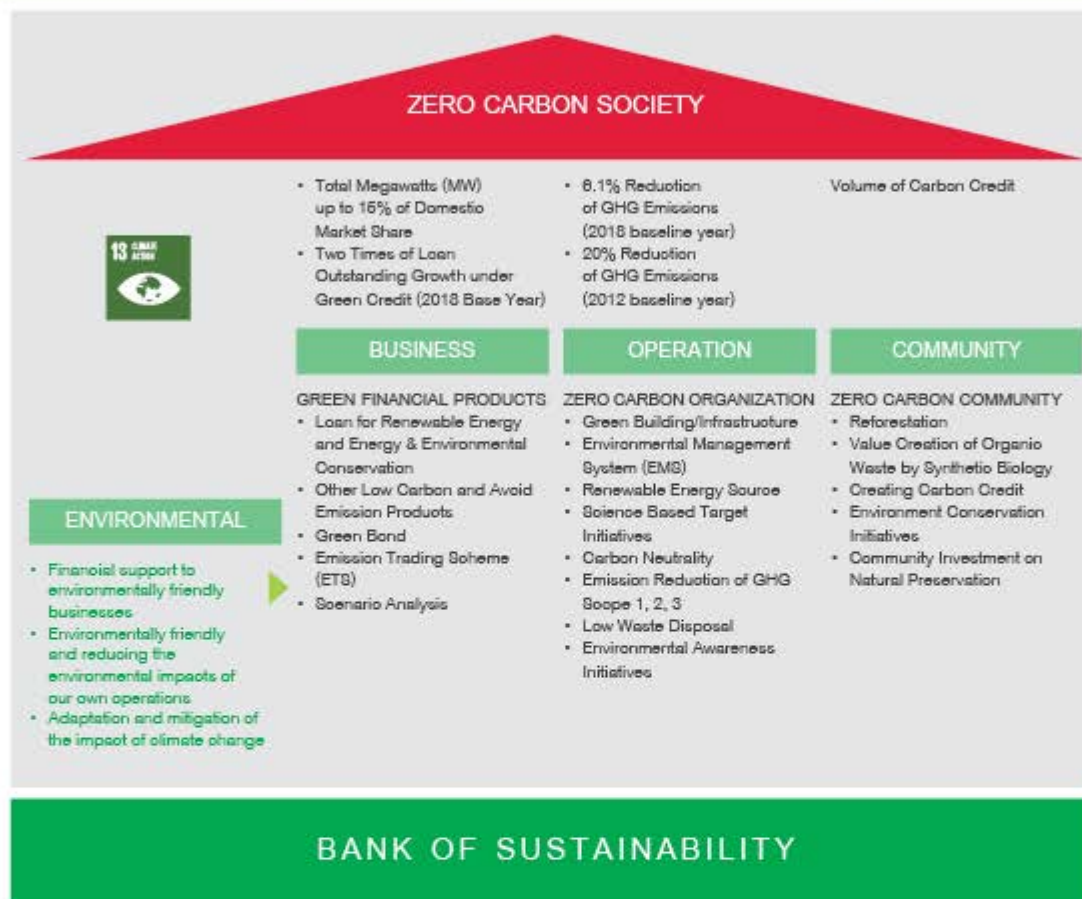 ZERO CARBON SOCIETY
13 CLIMATE
ACTION
• Total Megawatts (MW)
up to of Domestic
Market Share
• Two Times of Loan
Outstanding Growth under
Green Credit (2018 Base Year)
• Reduction
of GHG Emissions
(2018 baseline year)
• 20% Reduction
of GHG Emissions
(2012 baseline year)
Volume of Carbon Credit
ENVIRONMENTAL
• Financial support to
environmentally friendly
businesses
• Environmentally friendly
and reducing the
environmental impacts of
our own operations
• Adaptation and mitigation of
the impact of climate change
BUSINESS
GREEN FINANCIAL PRODUCTS
• Loan for Renewable Energy
and Energy & Environmental
Conservation
• Other Low Carbon and Avoid
Emission Products
• Green Bond
• Emission Trading Scheme
(ETS)
• Scenario Analysis
OPERATION
ZERO CARBON ORGANIZATION
• Green Building/Infrastructure
• Environmental Management
System (EMS)
• Renewable Energy Source
• Science Based Target
Initiatives
• Carbon Neutrality
• Emission Reduction of GHG
Scope 1, 2, 3
• Low Waste Disposal
• Environmental Awareness
Initiatives
COMMUNITY
ZERO CARBON COMMUNITY
• Reforestation
• Value Creation of Organic
Waste by Synthetic Biology
• Creating Carbon Credit
• Environment Conservation
Initiatives
• Community Investment on
Natural Preservation
BANK OF SUSTAINABILITY